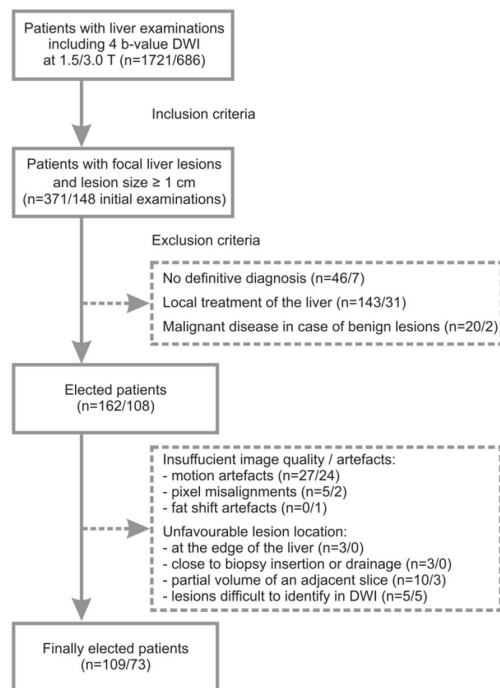 Patients with liver examinations
including 4 b-value DWI
at 1.5/3.0 T (n=1721/686)
Inclusion criteria
Patients with focal liver lesions
and lesion size ≥ 1 cm
(n=371/148 initial examinations)
Exclusion criteria
No definitive diagnosis (n=46/7)
Local treatment of the liver (n=143/31)
Malignant disease in case of benign lesions (n=20/2)
Elected patients
(n=162/108)
Insufficient image quality / artefacts:
- motion artefacts (n=27/24)
- pixel misalignments (n=5/2)
- fat shift artefacts (n=0/1)
Unfavourable lesion location:
- at the edge of the liver (n=3/0)
- close to biopsy insertion or drainage (n=3/0)
- partial volume of an adjacent slice (n=10/3)
- lesions difficult to identify in DWI (n=5/5)
Finally elected patients
(n=109/73)